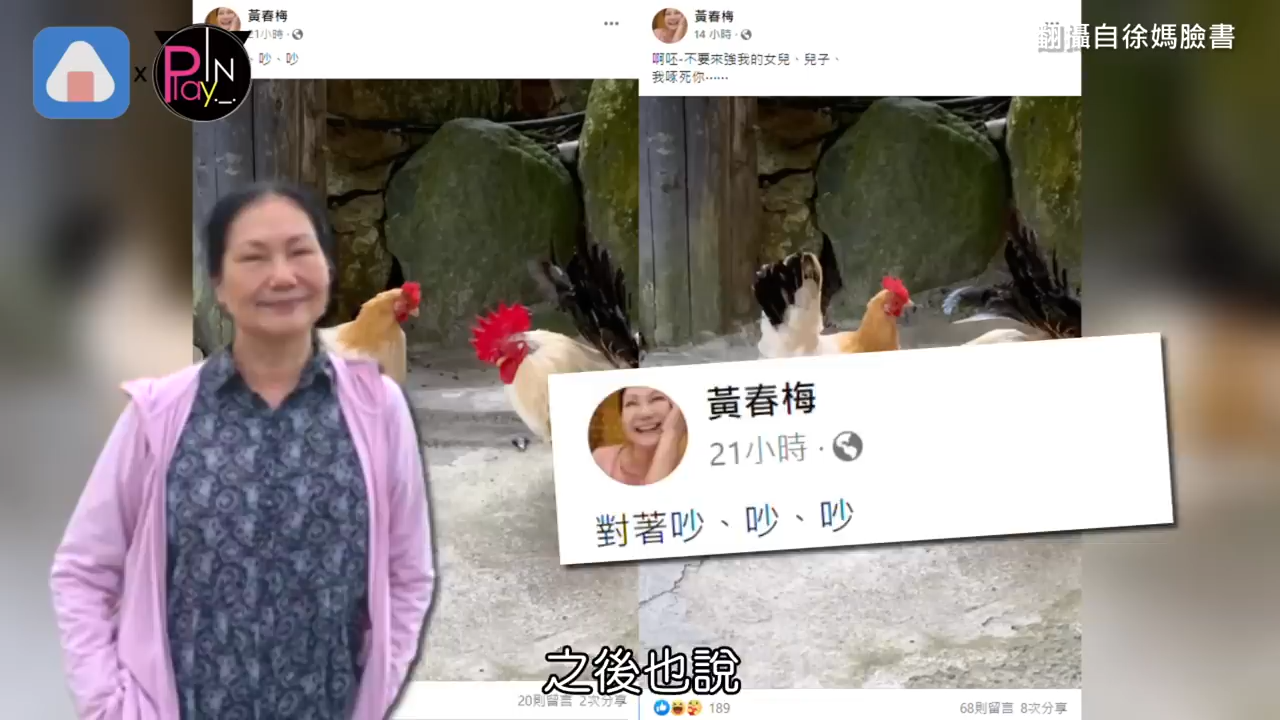 黃春梅
21小時
、吵、吵
黃春梅
14 小時
啊呸-不要來強我的女兒、兒子、
我啄死你……
翻攝自徐媽臉書
x
PlayIN
黃春梅
21小時
對著吵、吵、吵
之後也說
20則留言 2次分享
189
68則留言 8次分享